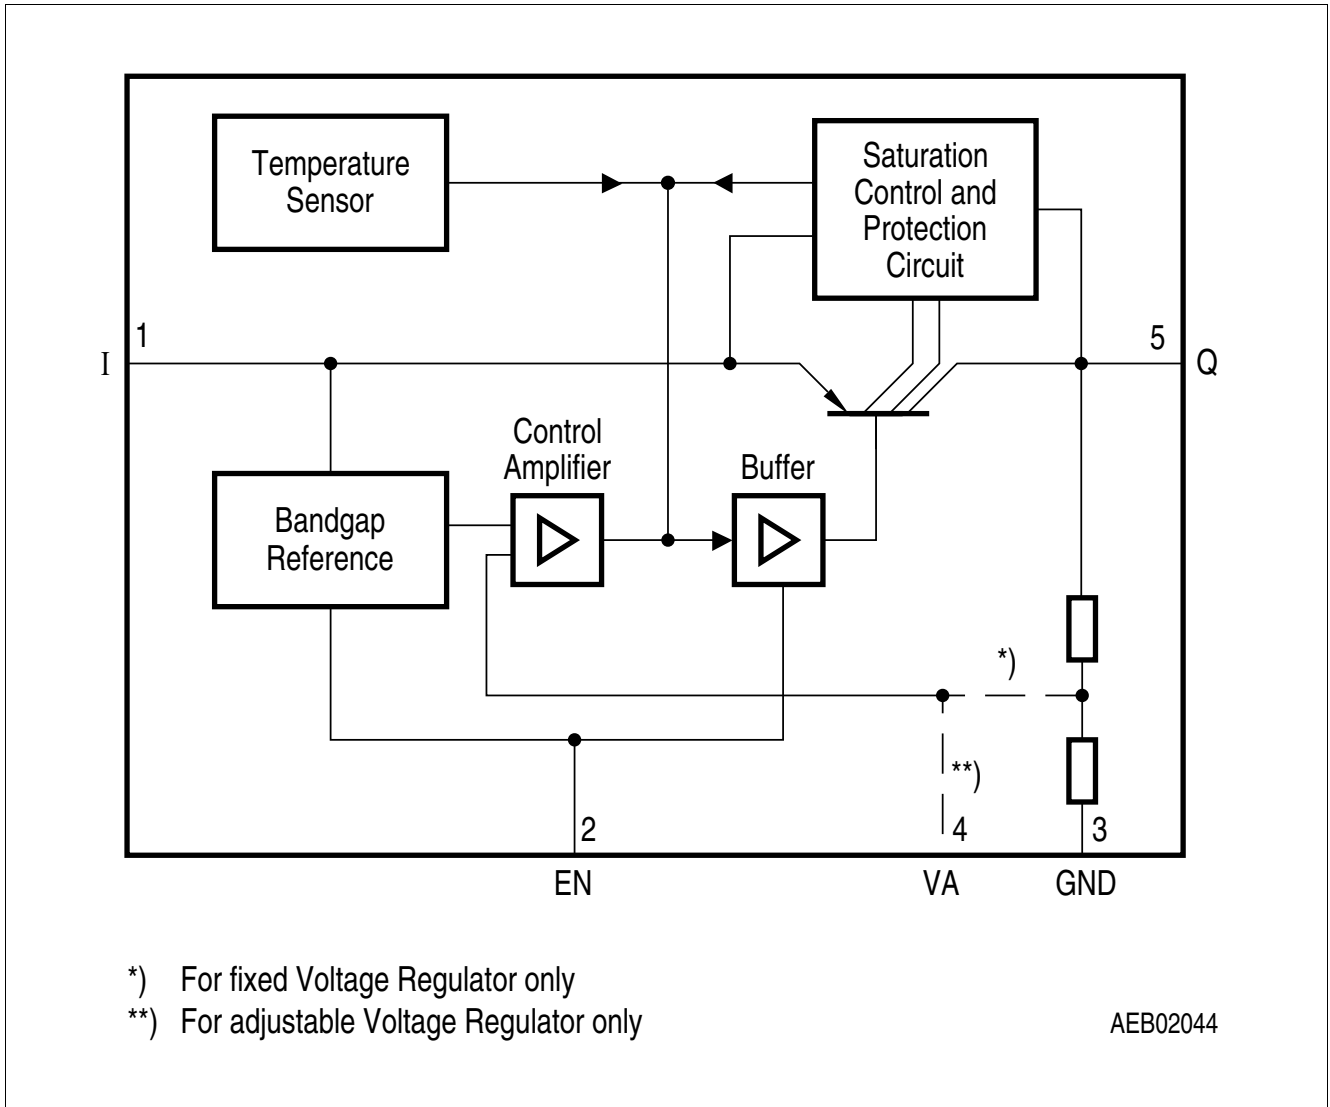 Temperature
Sensor
Saturation
Control and
Protection
Circuit
1
I
5
Q
Control
Amplifier
Buffer
Bandgap
Reference
*)
**)
2
4
3
EN
VA
GND
*) For fixed Voltage Regulator only
**) For adjustable Voltage Regulator only
AEB02044